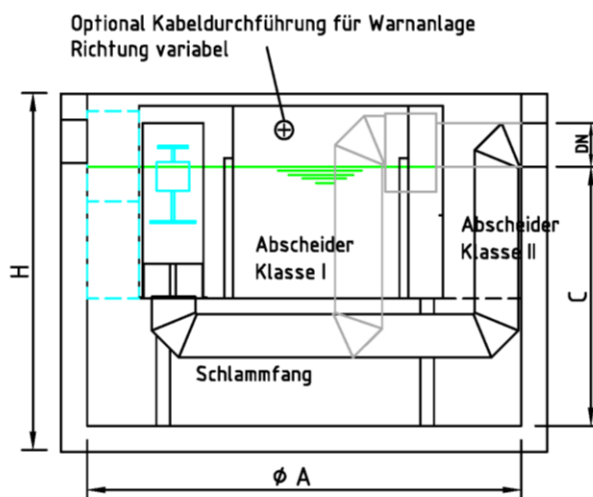 Optional Kabeldurchführung für Warnanlage
Richtung variabel
DN
H
Abscheider
Klasse I
Abscheider
Klasse II
C
Schlammfang
ϕ A